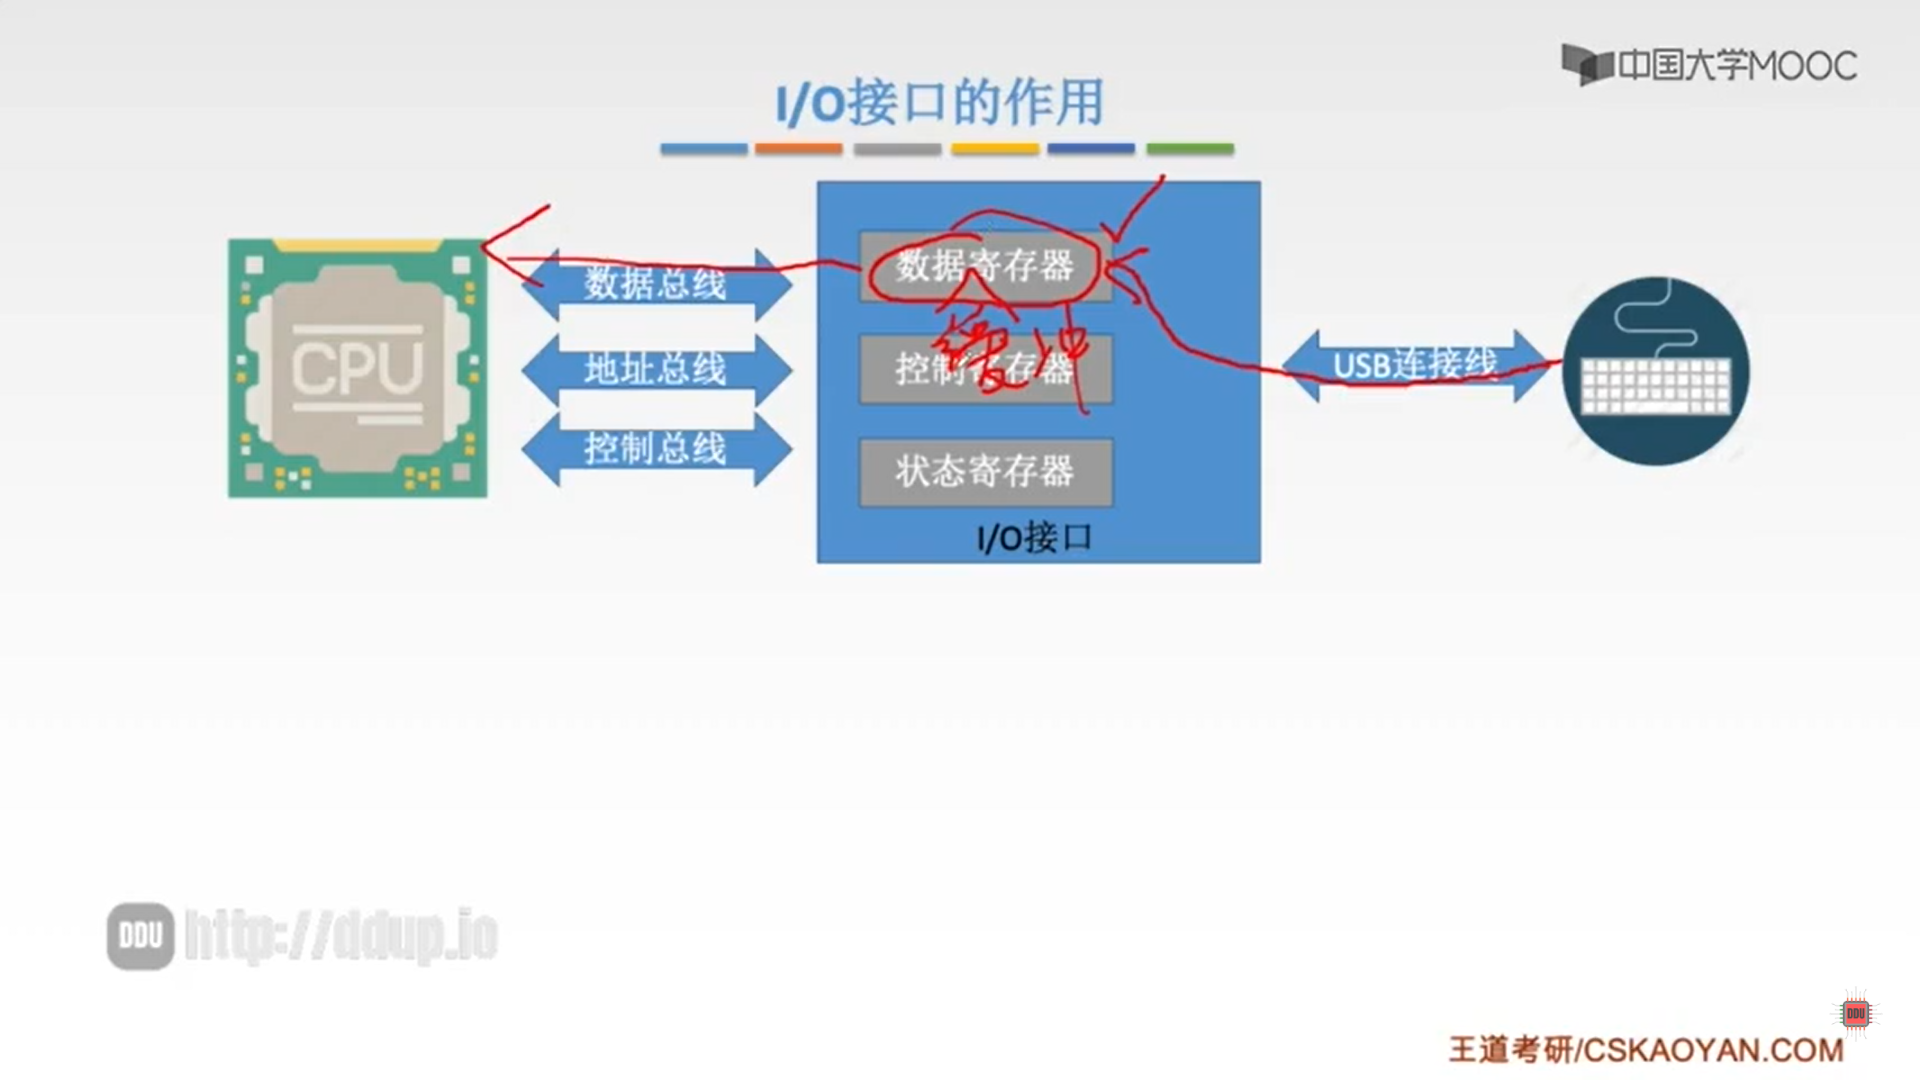 中国大学MOOC
I/O接口的作用
数据寄存器
数据总线
缓冲
CPU
地址总线
控制寄存器
USB连接线
控制总线
状态寄存器
I/O接口
DDU http://ddup.io
DDU
王道考研/CSKAOYAN.COM